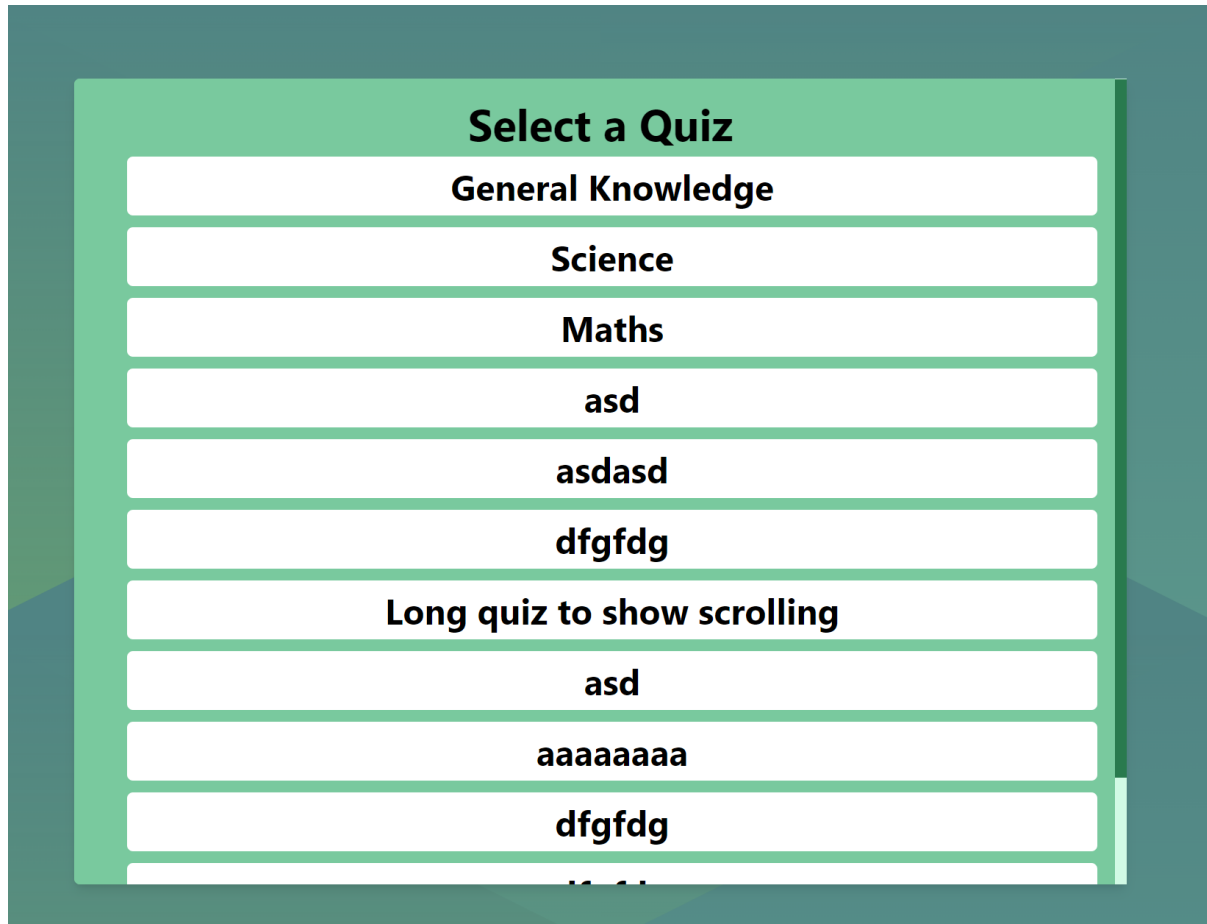 Select a Quiz
General Knowledge
Science
Maths
asd
asdasd
dfgfdg
Long quiz to show scrolling
asd
aaaaaaaa
dfgfdg